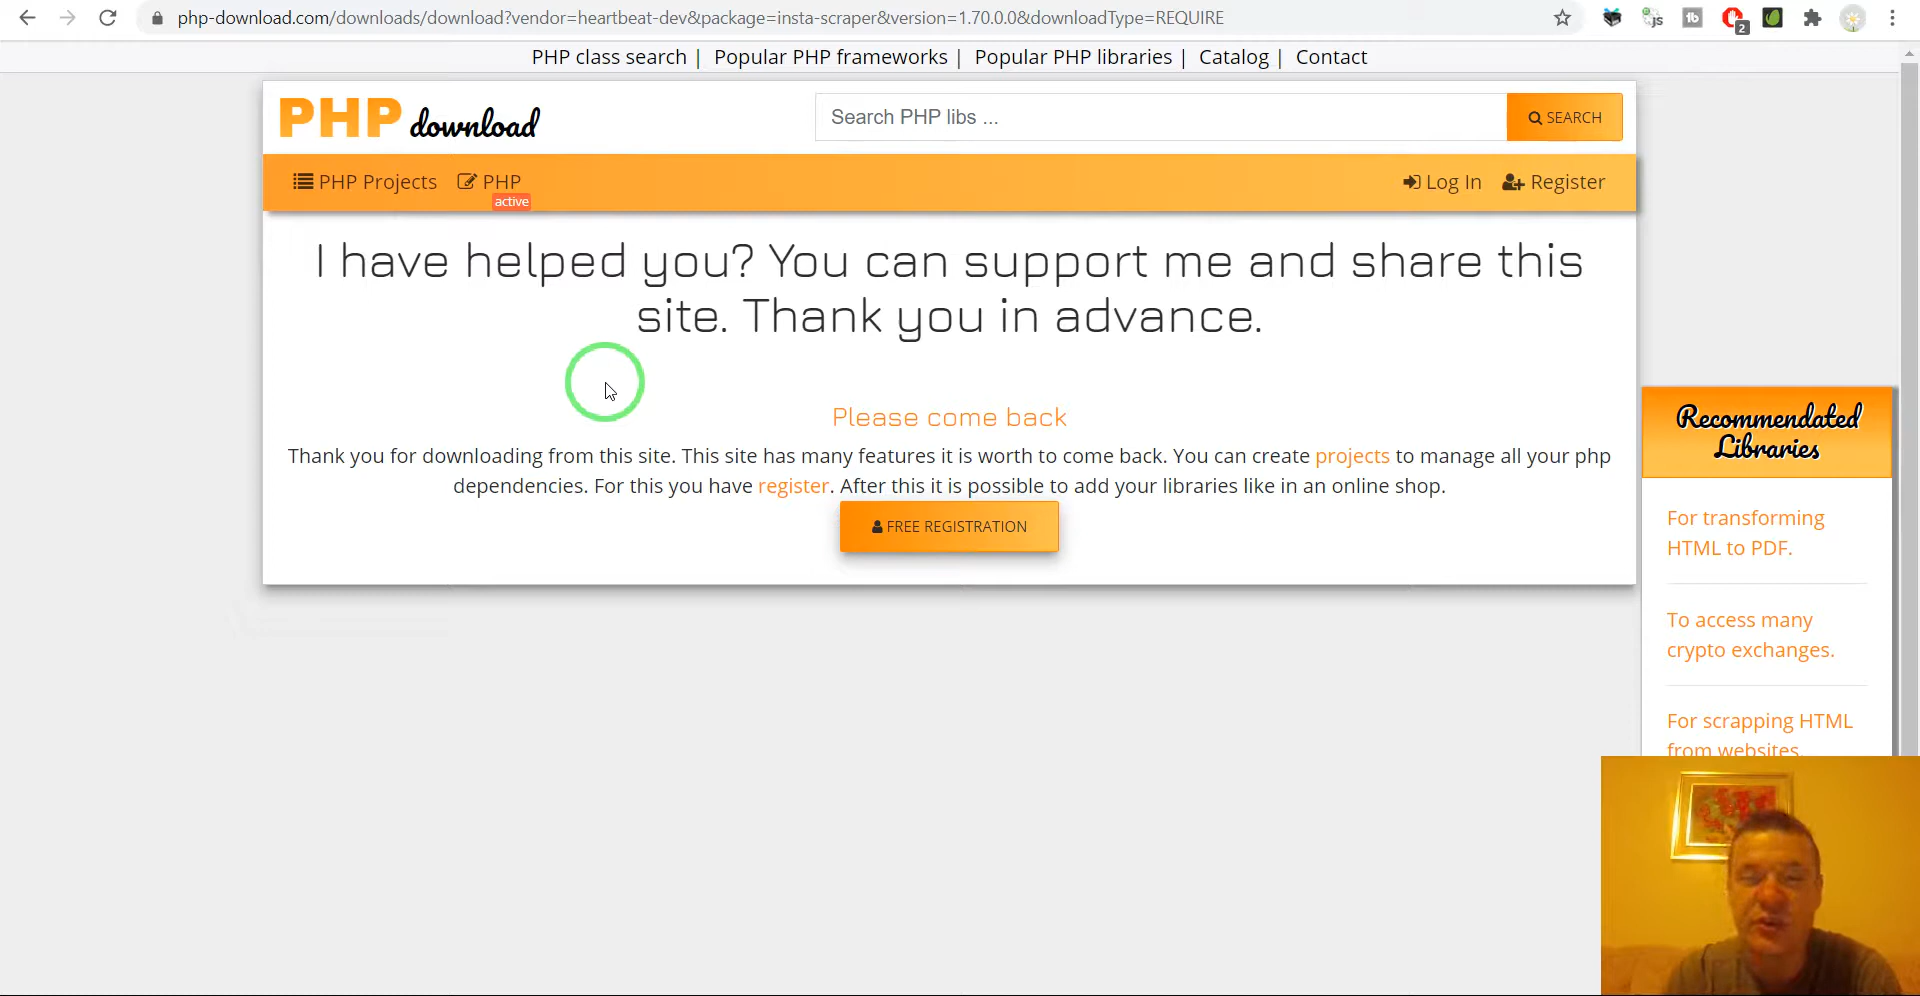 php-download.com/downloads/download?vendor=heartbeat-dev&package=insta-scraper&version=1.70.0.0&downloadType=REQUIRE
js
tb
2
PHP class search | Popular PHP frameworks | Popular PHP libraries | Catalog | Contact
PHP download
Search PHP libs ...
SEARCH
PHP Projects
PHP
active
Log In
Register
I have helped you? You can support me and share this
site. Thank you in advance.
Please come back
Thank you for downloading from this site. This site has many features it is worth to come back. You can create projects to manage all your php
dependencies. For this you have register. After this it is possible to add your libraries like in an online shop.
FREE REGISTRATION
Recommendated
Libraries
For transforming
HTML to PDF.
To access many
crypto exchanges.
For scrapping HTML
from websites.